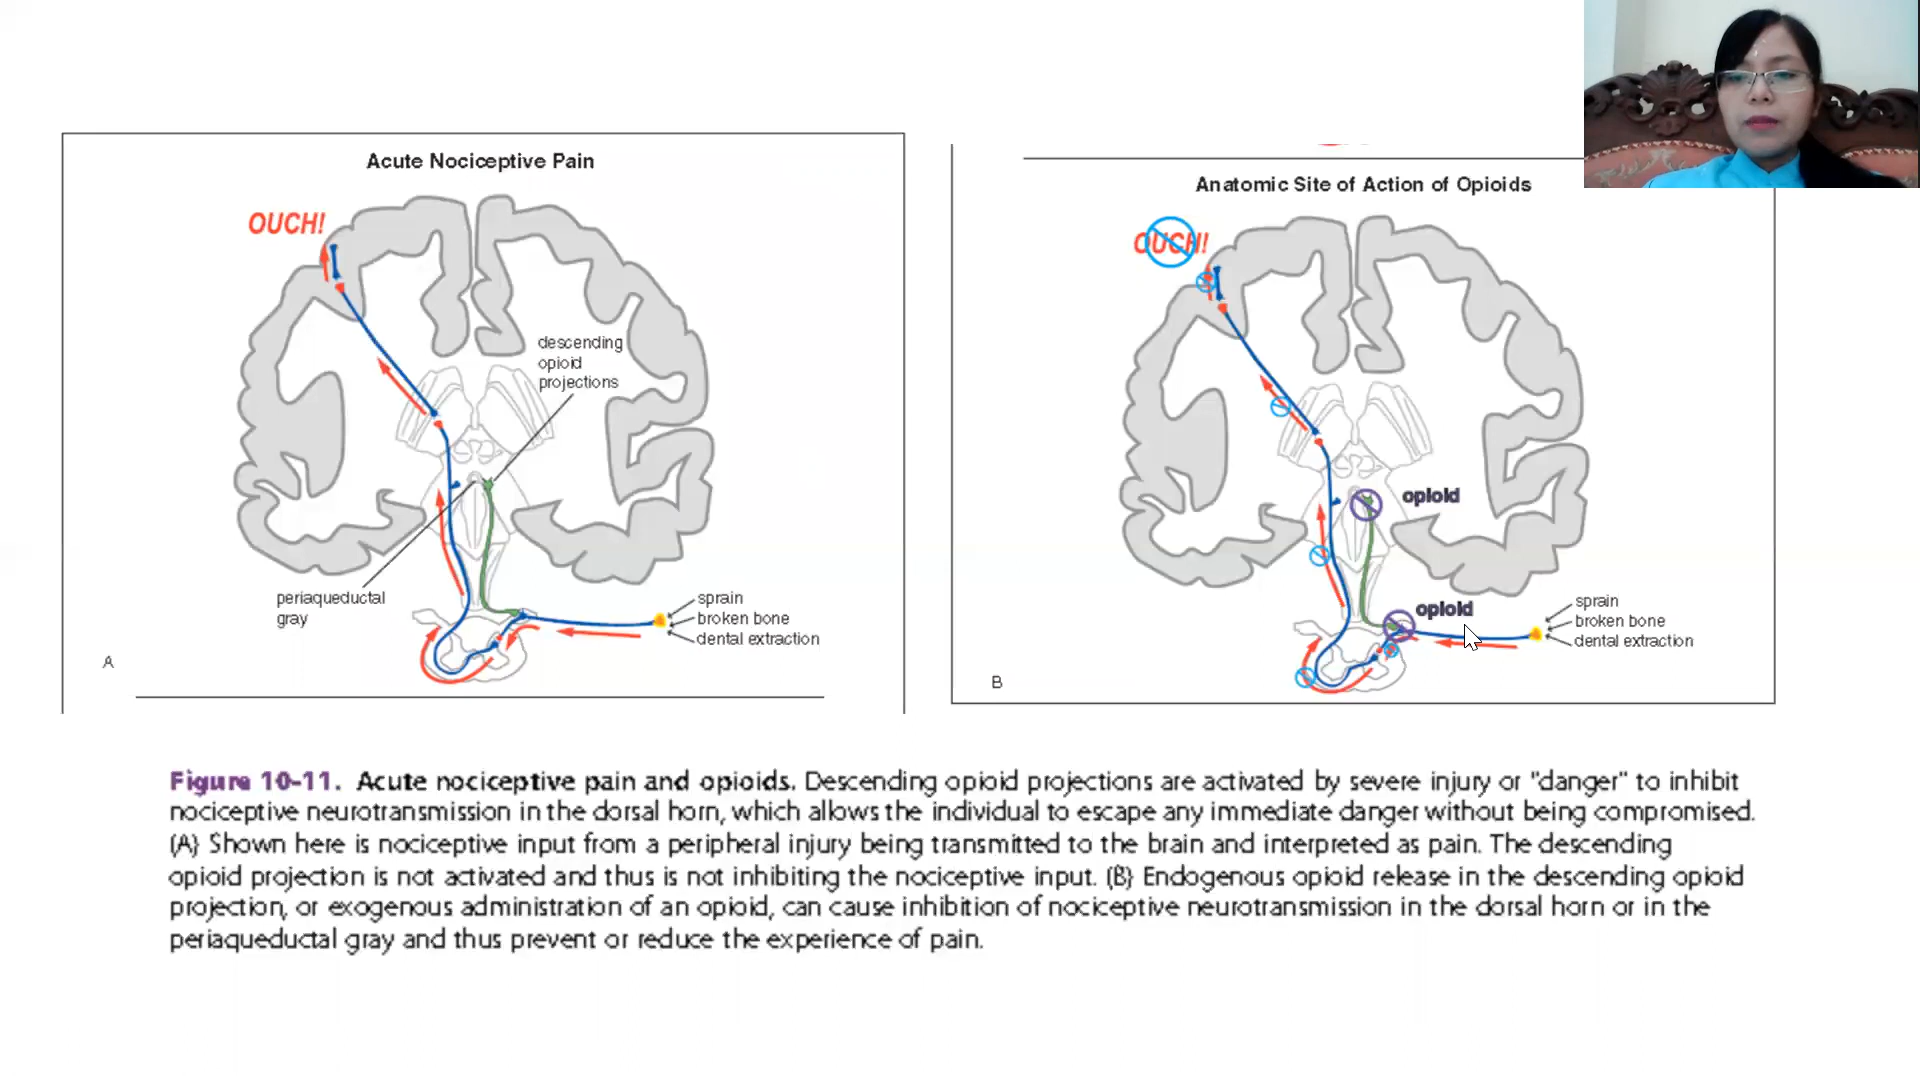 Acute Nociceptive Pain
OUCH!
descending
opioid
projections
periaqueductal
gray
sprain
broken bone
dental extraction
A
Anatomic Site of Action of Opioids
OUCH!
opioid
opioid
sprain
broken bone
dental extraction
B
Figure 10-11. Acute nociceptive pain and opioids. Descending opioid projections are activated by severe injury or "danger" to inhibit
nociceptive neurotransmission in the dorsal horn, which allows the individual to escape any immediate danger without being compromised.
(A) Shown here is nociceptive input from a peripheral injury being transmitted to the brain and interpreted as pain. The descending
opioid projection is not activated and thus is not inhibiting the nociceptive input. (B) Endogenous opioid release in the descending opioid
projection, or exogenous administration of an opioid, can cause inhibition of nociceptive neurotransmission in the dorsal horn or in the
periaqueductal gray and thus prevent or reduce the experience of pain.